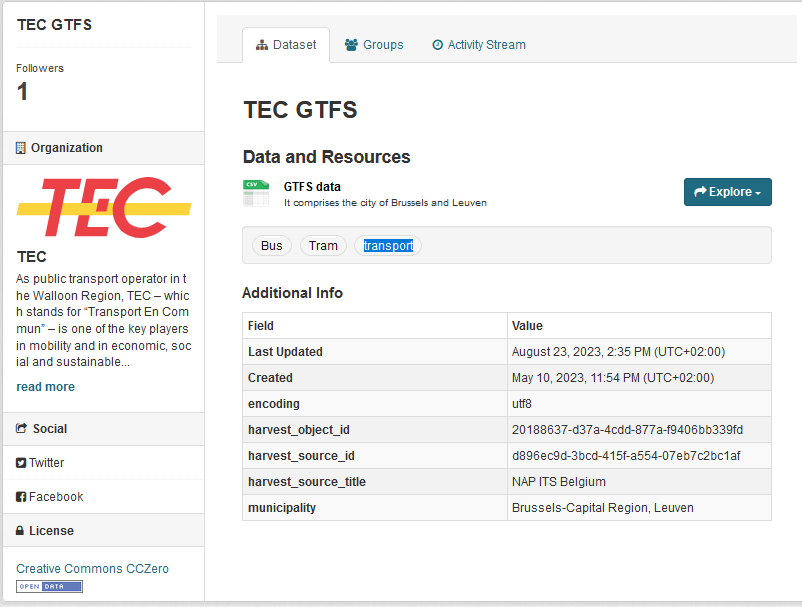 TEC GTFS
Followers
1
Organization
TEC
TEC
As public transport operator in t
he Walloon Region, TEC – whic
h stands for “Transport En Com
mun” – is one of the key players
in mobility and in economic, soc
ial and sustainable...
read more
Social
Twitter
Facebook
License
Creative Commons CCZero
OPEN DATA
Dataset Groups Activity Stream
TEC GTFS
Data and Resources
CSV
GTFS data
It comprises the city of Brussels and Leuven
Explore
Bus Tram transport
Additional Info
Field Value
Last Updated August 23, 2023, 2:35 PM (UTC+02:00)
Created May 10, 2023, 11:54 PM (UTC+02:00)
encoding utf8
harvest_object_id 20188637-d37a-4cdd-877a-f9406bb339fd
harvest_source_id d896ec9d-3bcd-415f-a554-07eb7c2bc1af
harvest_source_title NAP ITS Belgium
municipality Brussels-Capital Region, Leuven